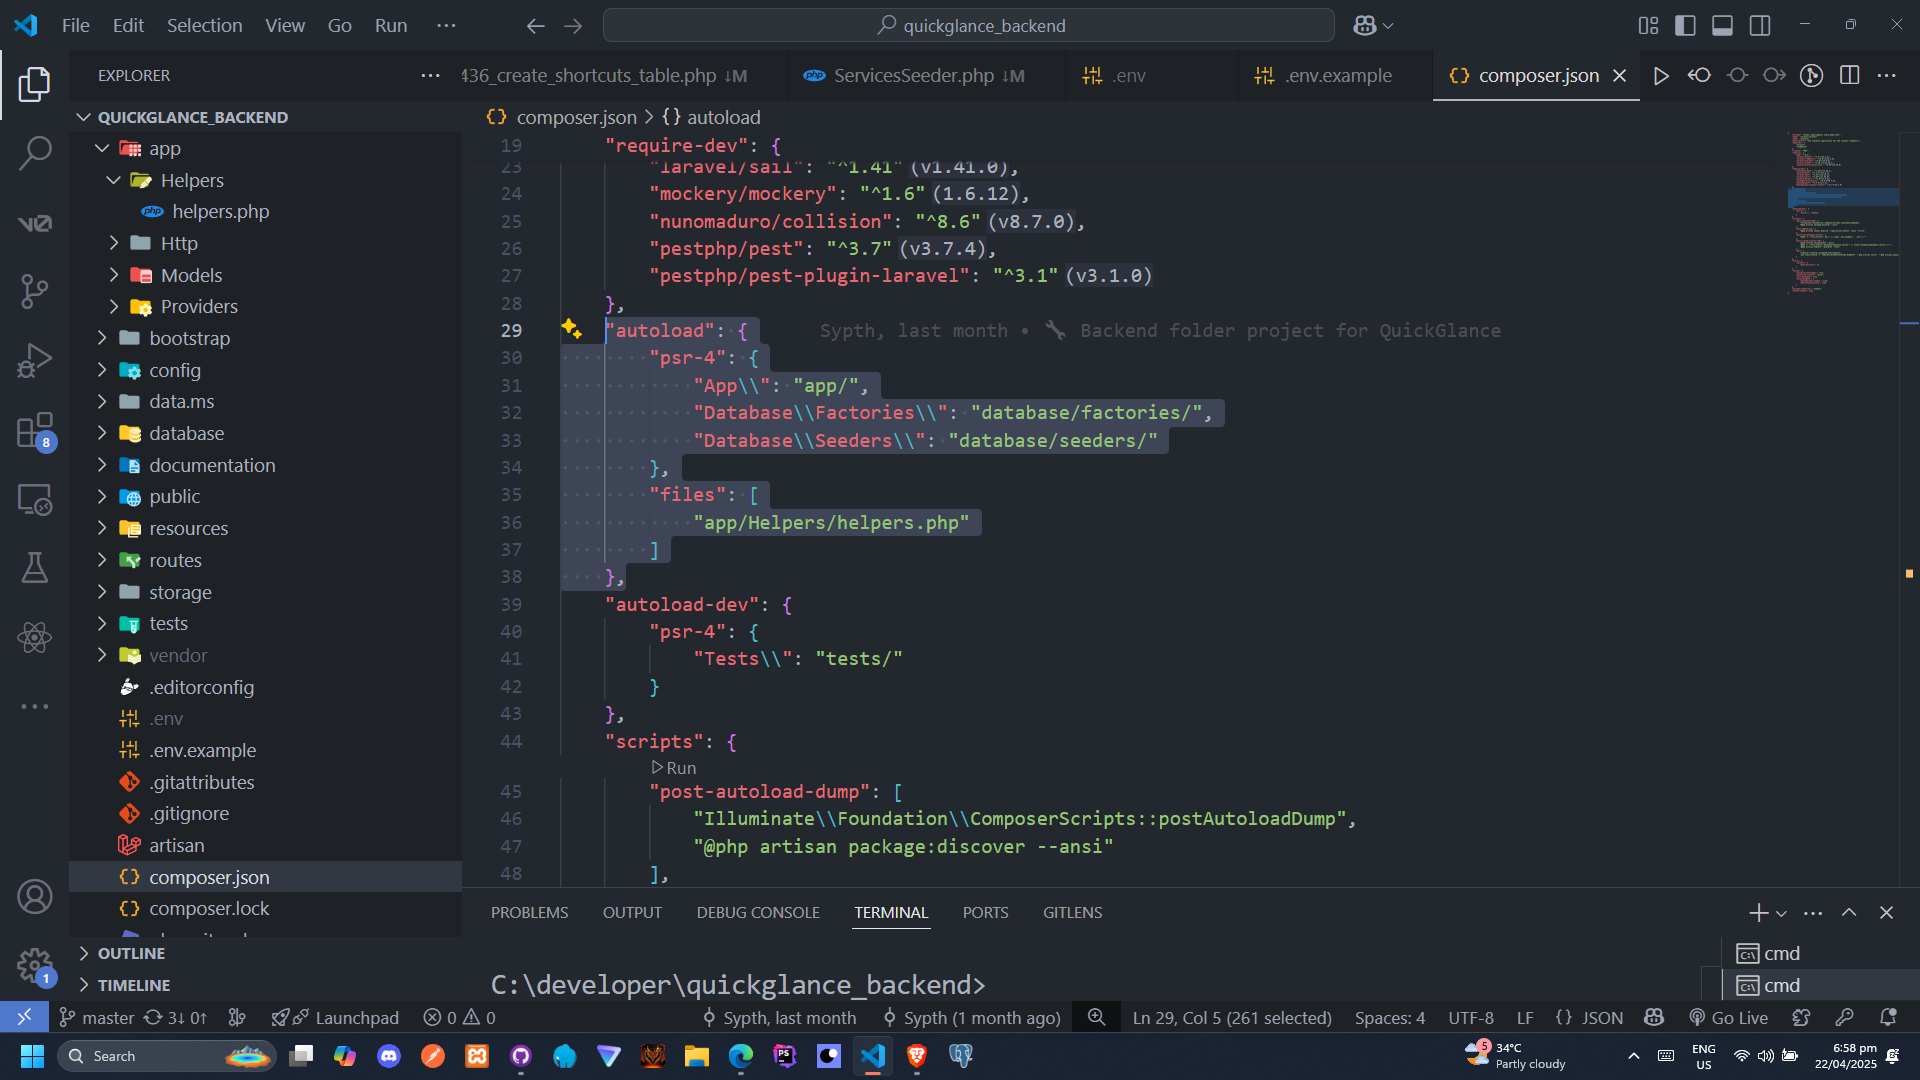 File Edit Selection View Go Run ···
quickglance_backend
EXPLORER
436_create_shortcuts_table.php ↓M
ServicesSeeder.php ↓M
.env
.env.example
composer.json
QUICKGLANCE_BACKEND
app
Helpers
helpers.php
Http
Models
Providers
bootstrap
config
data.ms
database
documentation
public
resources
routes
storage
tests
vendor
.editorconfig
.env
.env.example
.gitattributes
.gitignore
artisan
composer.json
composer.lock
OUTLINE
TIMELINE
composer.json > {} autoload
19 "require-dev": {
23 "laravel/sail": "^1.41" (v1.41.0),
24 "mockery/mockery": "^1.6" (1.6.12),
25 "nunomaduro/collision": "^8.6" (v8.7.0),
26 "pestphp/pest": "^3.7" (v3.7.4),
27 "pestphp/pest-plugin-laravel": "^3.1" (v3.1.0)
28 },
29 "autoload": { Sypth, last month • Backend folder project for QuickGlance
30 "psr-4": {
31 "App\\": "app/",
32 "Database\\Factories\\": "database/factories/",
33 "Database\\Seeders\\": "database/seeders/"
34 },
35 "files": [
36 "app/Helpers/helpers.php"
37 ]
38 },
39 "autoload-dev": {
40 "psr-4": {
41 "Tests\\": "tests/"
42 }
43 },
44 "scripts": {
Run
45 "post-autoload-dump": [
46 "Illuminate\\Foundation\\ComposerScripts::postAutoloadDump",
47 "@php artisan package:discover --ansi"
48 ],
PROBLEMS OUTPUT DEBUG CONSOLE TERMINAL PORTS GITLENS
C:\developer\quickglance_backend>
cmd
cmd
8
1
master 3↓ 0↑ Launchpad 0 0 Sypth, last month Sypth (1 month ago) Ln 29, Col 5 (261 selected) Spaces: 4 UTF-8 LF {} JSON Go Live
Search
5
34°C
Partly cloudy
ENG
US
6:58 pm
22/04/2025